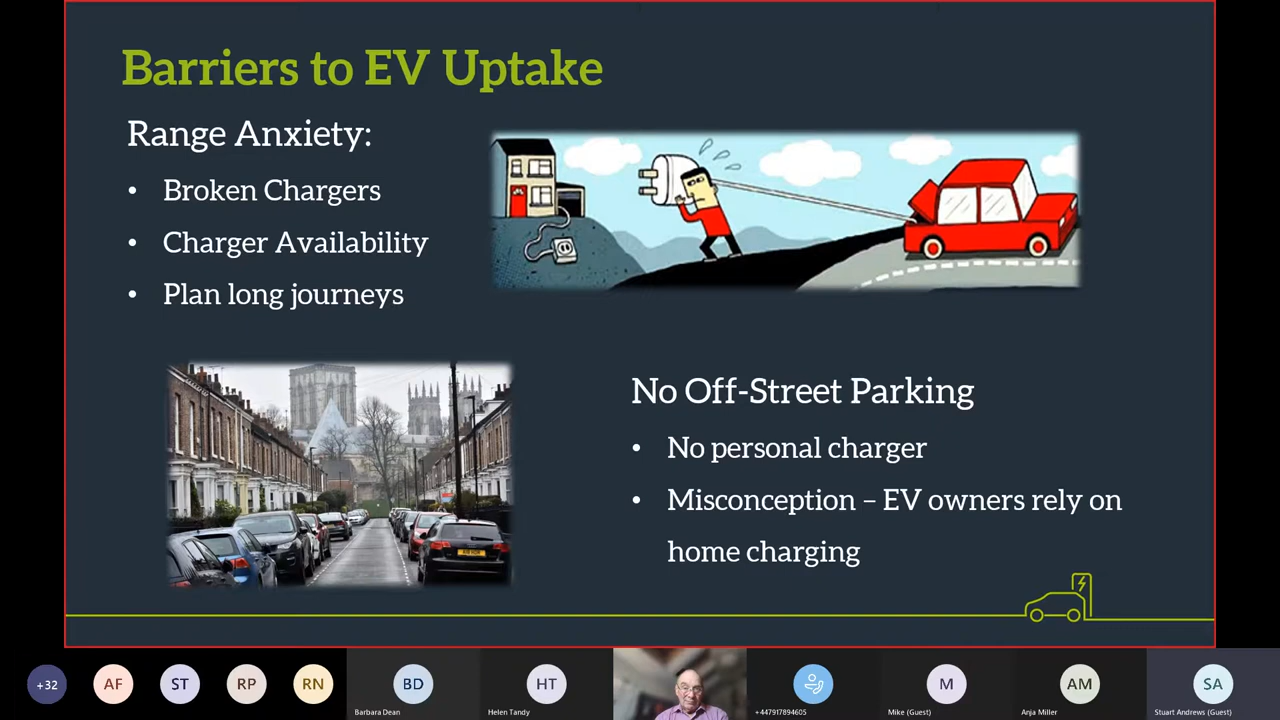 Barriers to EV Uptake
Range Anxiety:
• Broken Chargers
• Charger Availability
• Plan long journeys
No Off-Street Parking
• No personal charger
• Misconception – EV owners rely on
home charging
+32
AF
ST
RP
RN
BD
HT
M
AM
SA
Barbara Dean
Helen Tandy
+447917894605
Mike (Guest)
Anja Miller
Stuart Andrews (Guest)